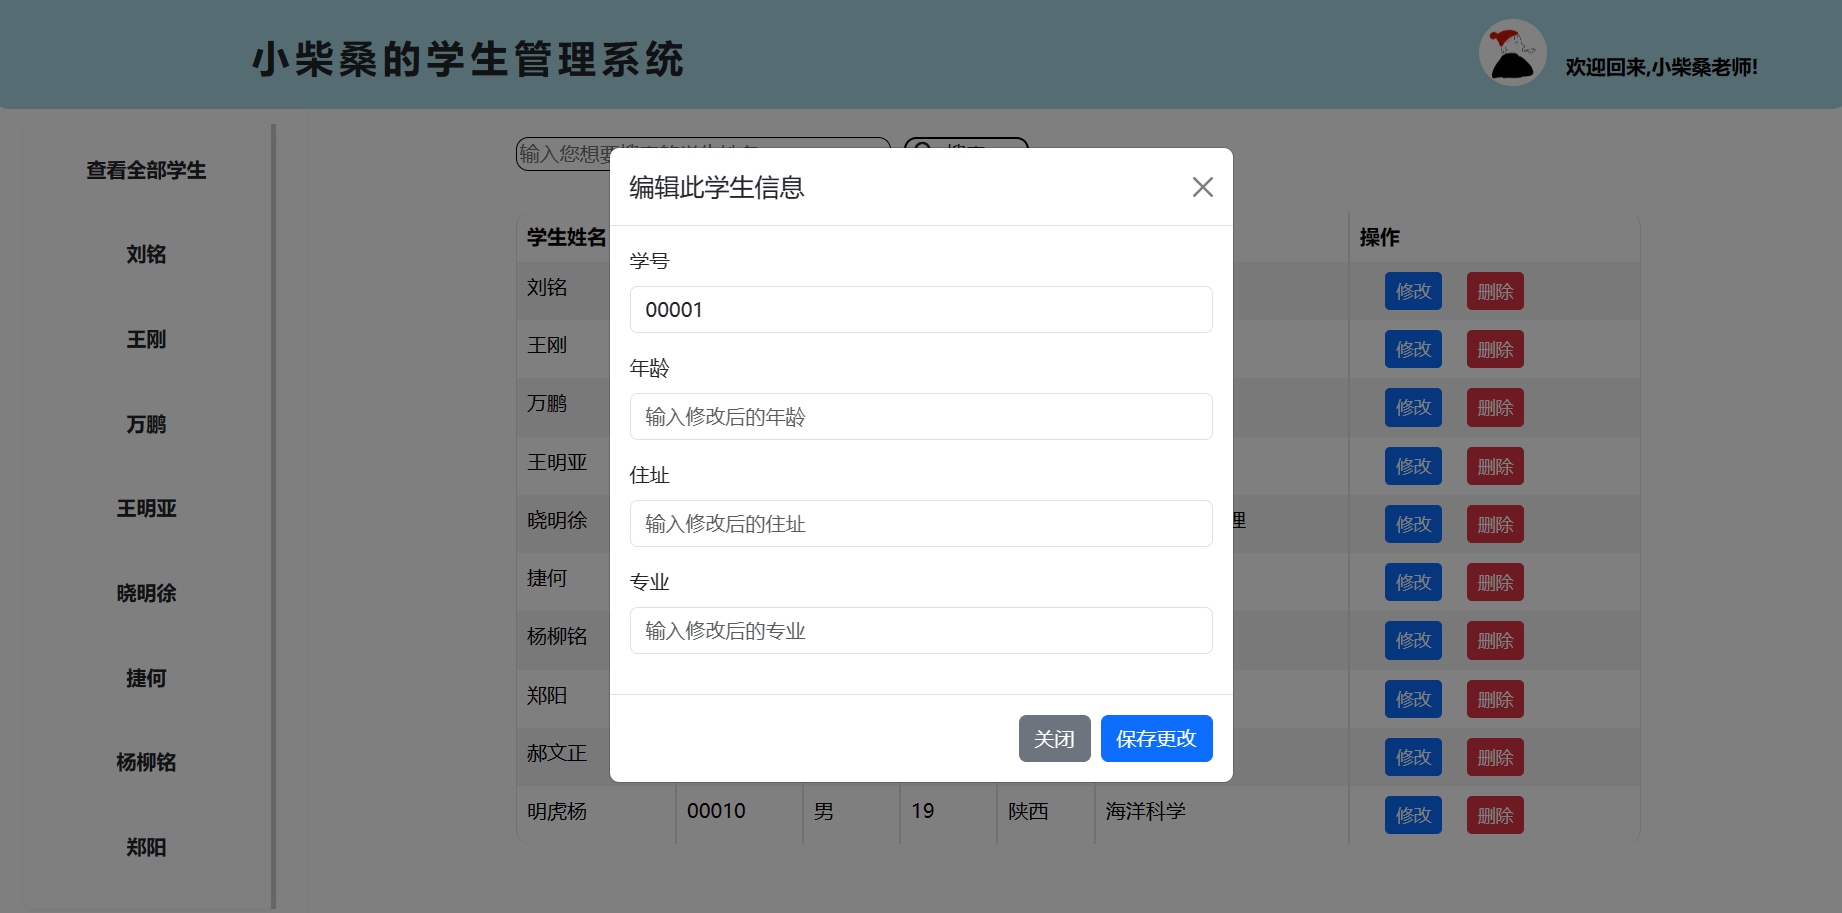 小柴桑的学生管理系统
欢迎回来,小柴桑老师!
查看全部学生
刘铭
王刚
万鹏
王明亚
晓明徐
捷何
杨柳铭
郑阳
输入您想要
学生姓名
操作
刘铭
修改 删除
王刚
修改 删除
万鹏
修改 删除
王明亚
修改 删除
晓明徐
理
修改 删除
捷何
修改 删除
杨柳铭
修改 删除
郑阳
修改 删除
郝文正
修改 删除
明虎杨 00010 男 19 陕西 海洋科学
修改 删除
编辑此学生信息
学号
00001
年龄
输入修改后的年龄
住址
输入修改后的住址
专业
输入修改后的专业
关闭 保存更改